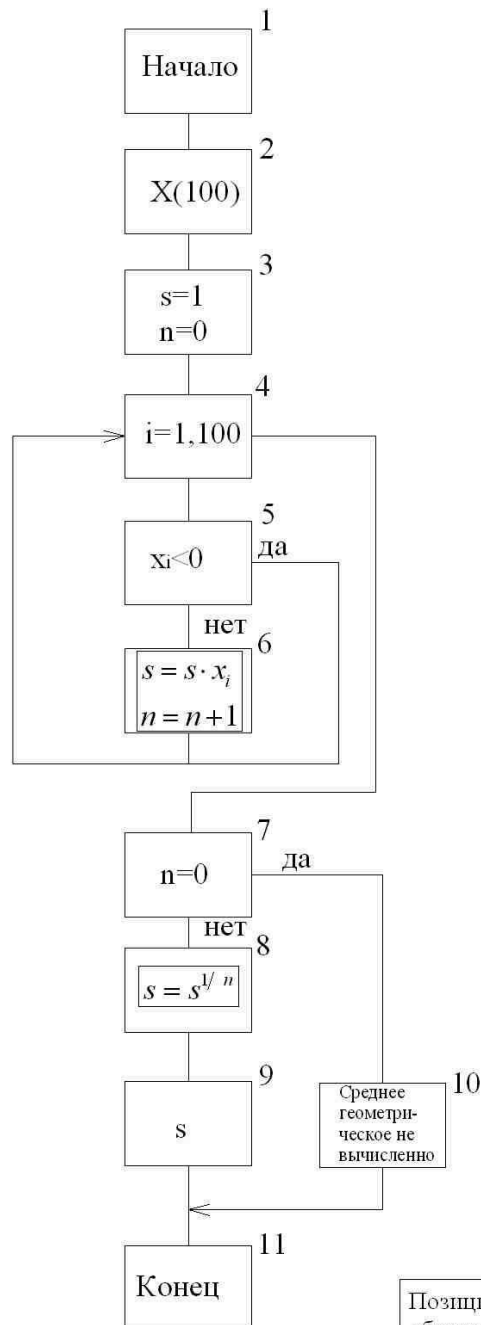 1
Начало
2
X(100)
3
s=1
n=0
4
i=1,100
5
xi<0
да
нет
6
s = s · x_i
n = n + 1
7
n=0
да
нет
8
s = s^{1/n}
9
s
10
Среднее
геометри-
ческое не
вычисленно
11
Конец